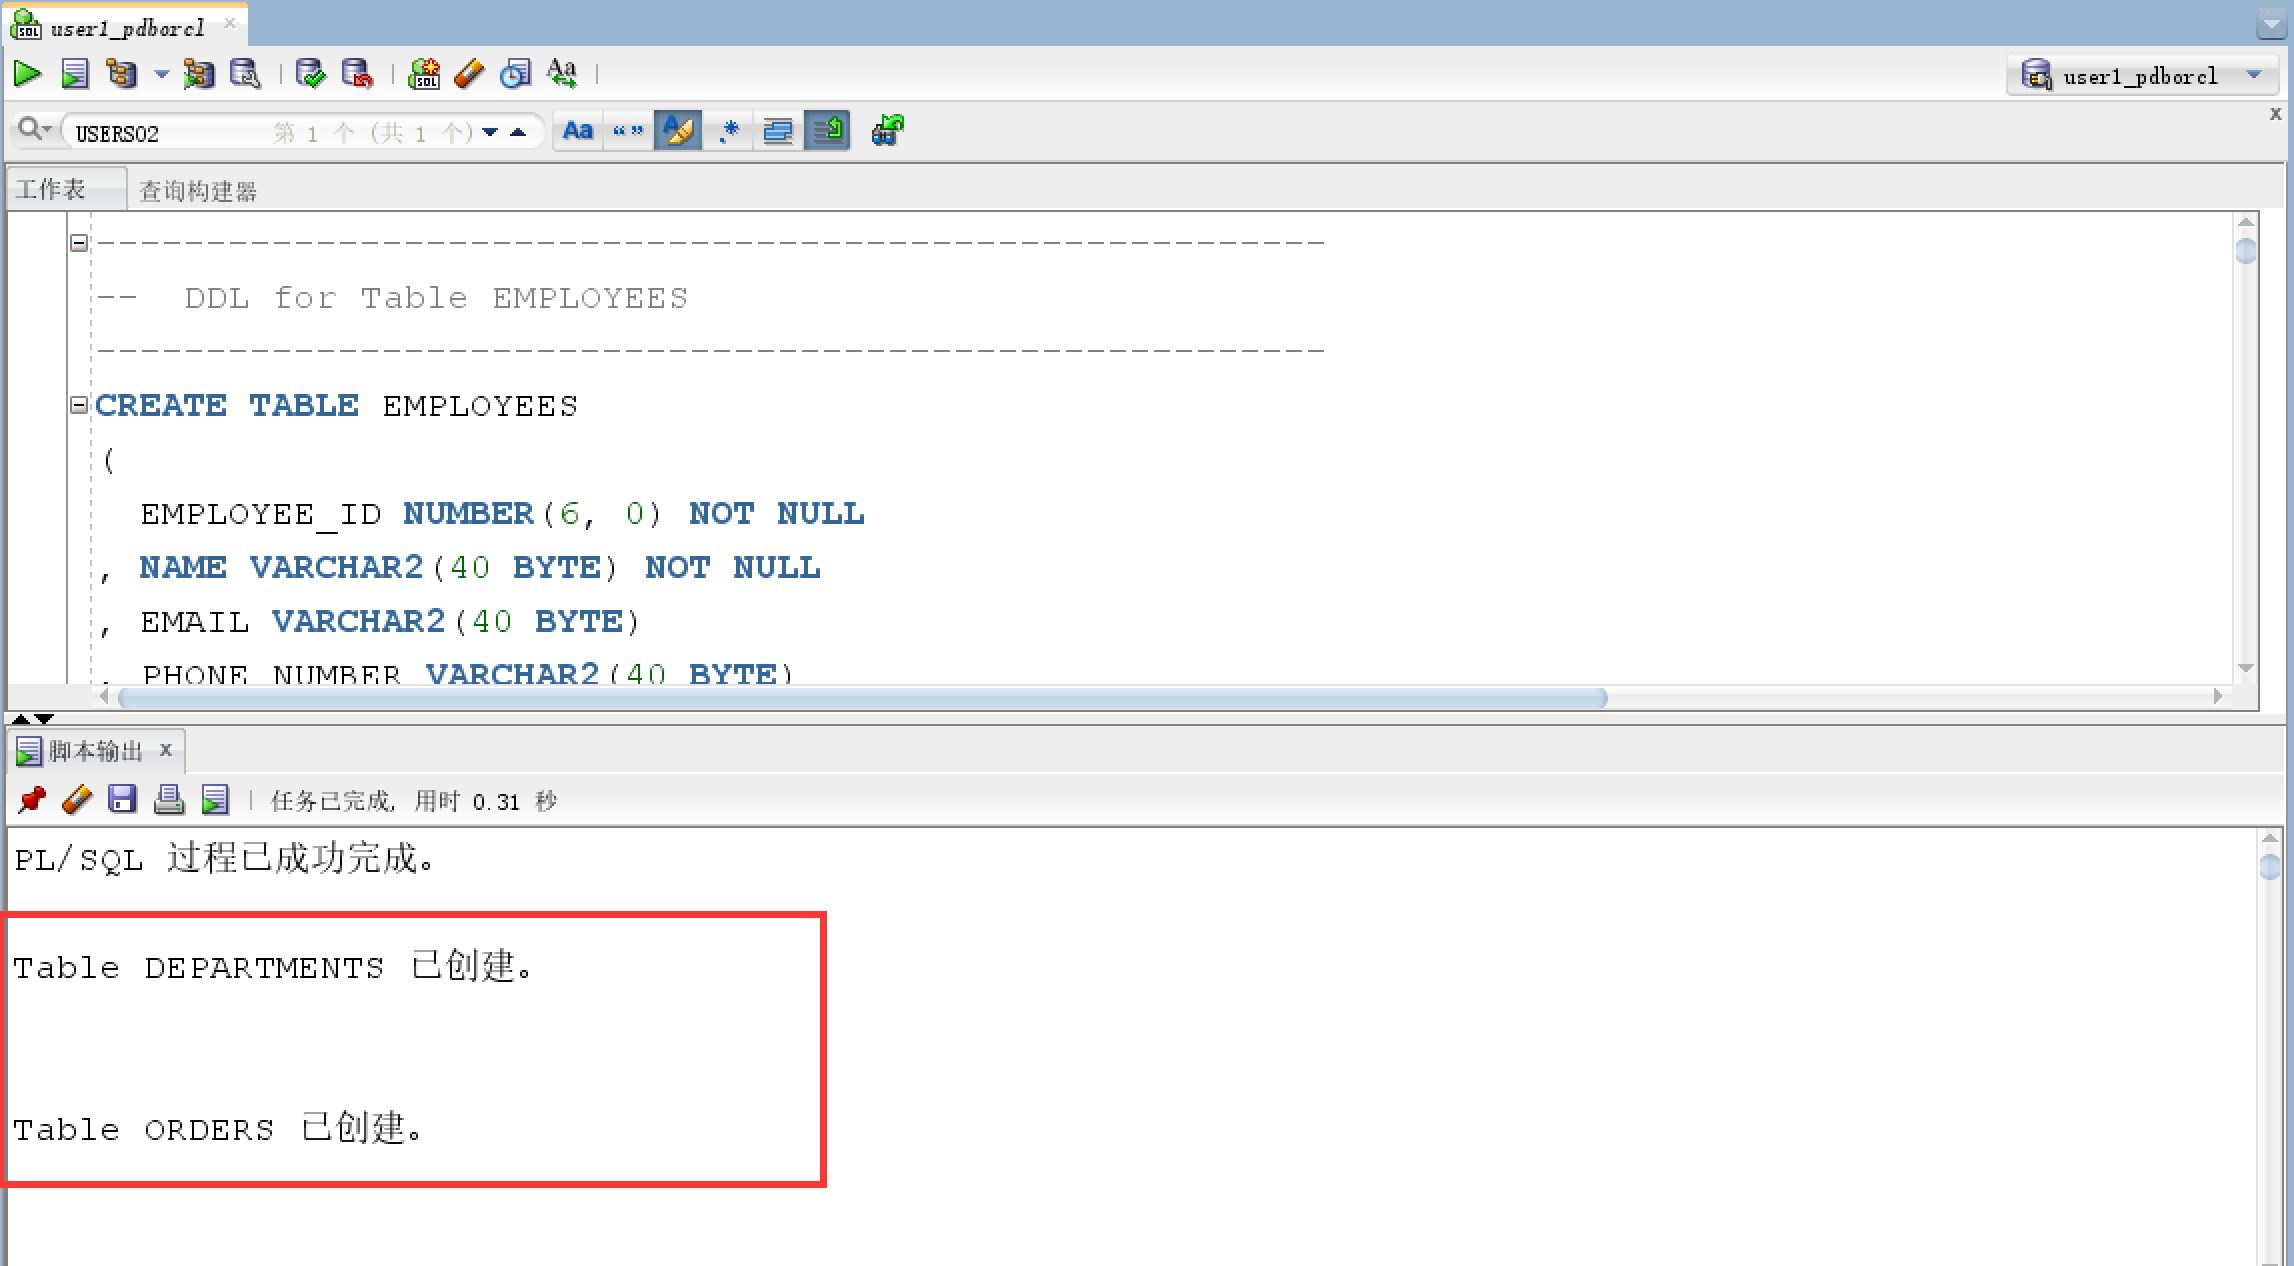 user1_pdborcl
user1_pdborcl
USERS02 第 1 个 (共 1 个)
工作表 查询构建器
--------------------------------------------------------
-- DDL for Table EMPLOYEES
--------------------------------------------------------
CREATE TABLE EMPLOYEES
(
EMPLOYEE_ID NUMBER(6, 0) NOT NULL
, NAME VARCHAR2(40 BYTE) NOT NULL
, EMAIL VARCHAR2(40 BYTE)
, PHONE_NUMBER VARCHAR2(40 BYTE)
脚本输出
任务已完成, 用时 0.31 秒
PL/SQL 过程已成功完成。
Table DEPARTMENTS 已创建。
Table ORDERS 已创建。